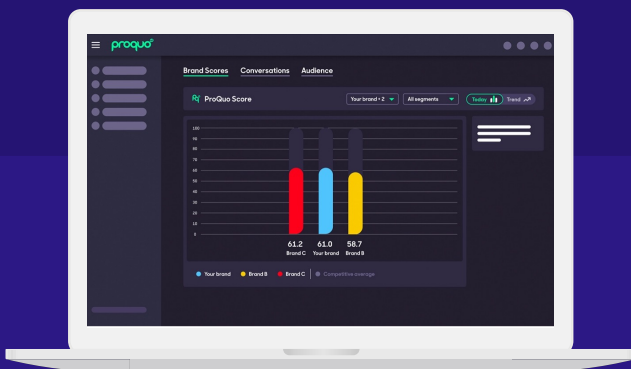 proquo
Brand Scores Conversations Audience
ProQuo Score
Your brand + 2
All segments
Today
Trend
100
90
80
70
60
50
40
30
20
10
0
61.2 61.0 58.7
Brand C Your brand Brand B
Your brand Brand B Brand C Competitive average